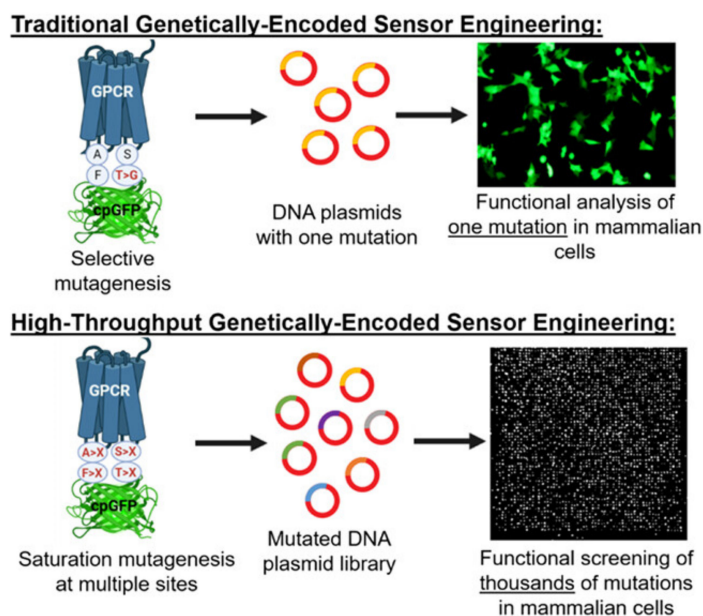 Traditional Genetically-Encoded Sensor Engineering:
GPCR
A S
F T>G
cpGFP
Selective
mutagenesis
DNA plasmids
with one mutation
Functional analysis of
one mutation in mammalian
cells
High-Throughput Genetically-Encoded Sensor Engineering:
GPCR
A>X S>X
F>X T>X
cpGFP
Saturation mutagenesis
at multiple sites
Mutated DNA
plasmid library
Functional screening of
thousands of mutations
in mammalian cells